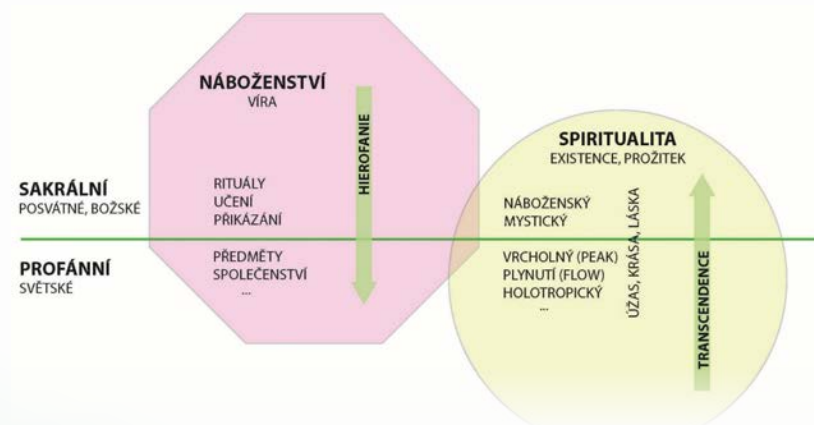 NÁBOŽENSTVÍ
VÍRA
HIEROFANIE
SPIRITUALITA
EXISTENCE, PROŽITEK
SAKRÁLNÍ
POSVÁTNÉ, BOŽSKÉ
RITUÁLY
UČENÍ
PŘIKÁZÁNÍ
NÁBOŽENSKÝ
MYSTICKÝ
PROFÁNNÍ
SVĚTSKÉ
PŘEDMĚTY
SPOLEČENSTVÍ
...
VRCHOLNÝ (PEAK)
PLYNUTÍ (FLOW)
HOLOTROPICKÝ
...
ÚŽAS, KRÁSA, LÁSKA
TRANSCENDENCE